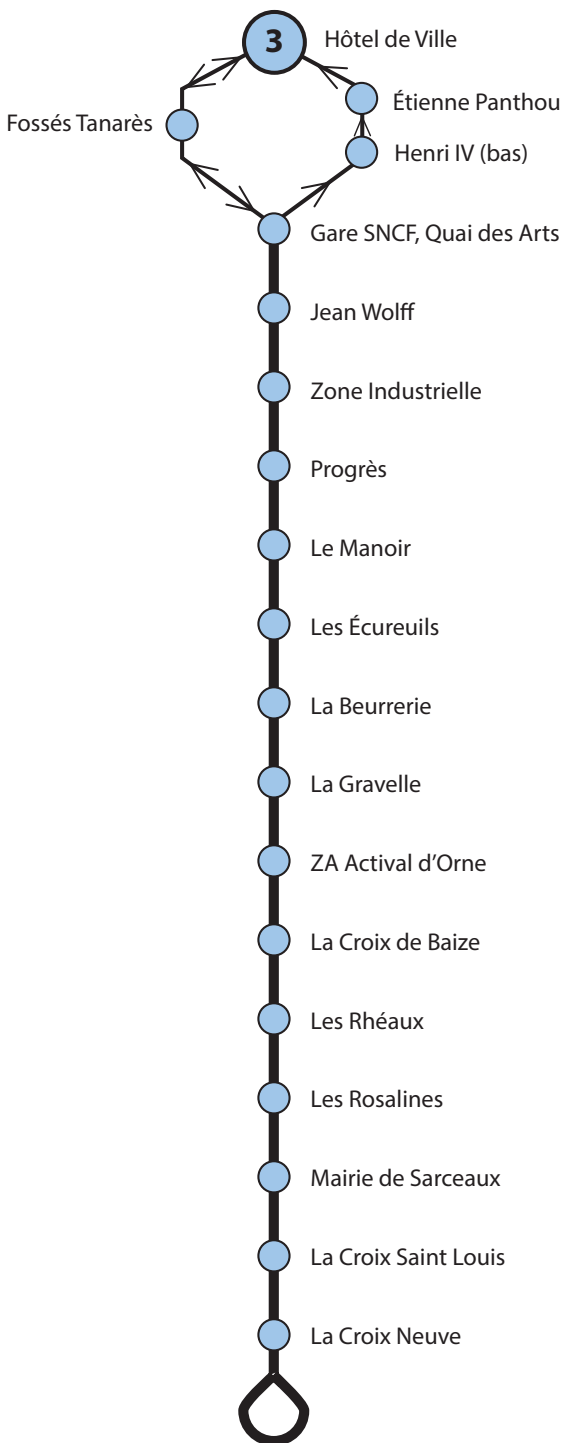 3
Hôtel de Ville
Étienne Panthou
Fossés Tanarès
Henri IV (bas)
Gare SNCF, Quai des Arts
Jean Wolff
Zone Industrielle
Progrès
Le Manoir
Les Écureuils
La Beurrerie
La Gravelle
ZA Actival d’Orne
La Croix de Baize
Les Rhéaux
Les Rosalines
Mairie de Sarceaux
La Croix Saint Louis
La Croix Neuve